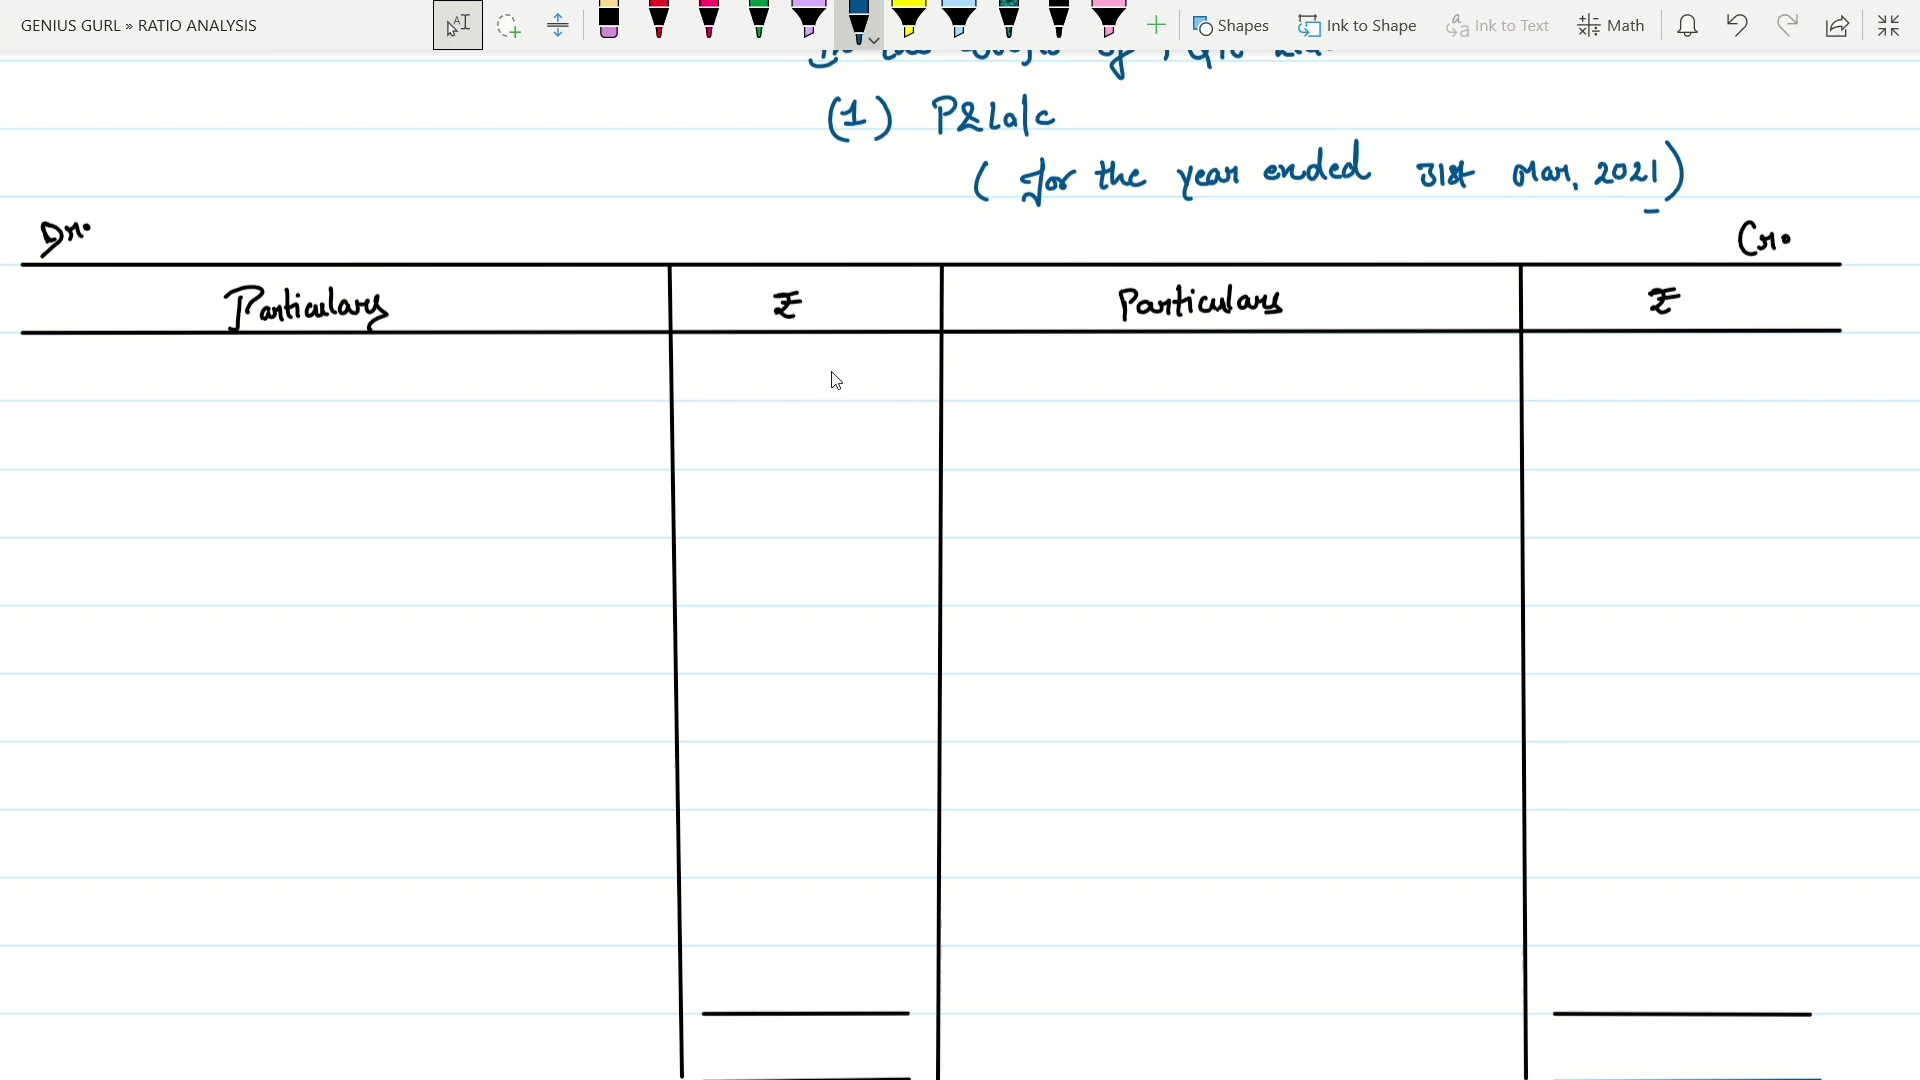 GENIUS GURL » RATIO ANALYSIS
Shapes Ink to Shape Ink to Text Math
(1) P&La/c
( for the year ended 31st Mar, 2021)
Dr. Cr.
Particulars ₹ Particulars ₹